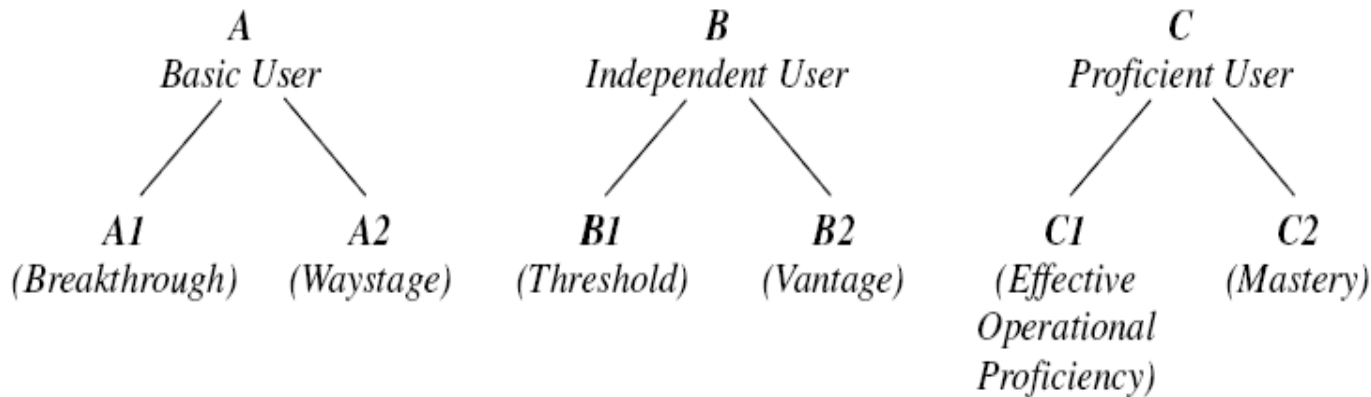 A
Basic User
B
Independent User
C
Proficient User
A1
(Breakthrough)
A2
(Waystage)
B1
(Threshold)
B2
(Vantage)
C1
(Effective
Operational
Proficiency)
C2
(Mastery)